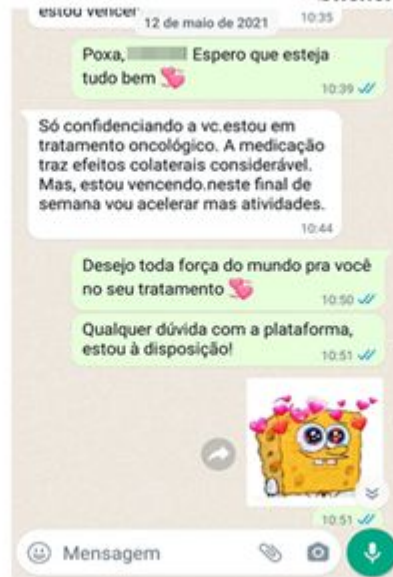 estou vencer
12 de maio de 2021
10:35
Poxa, Espero que esteja
tudo bem
10:39
Só confidenciando a vc.estou em
tratamento oncológico. A medicação
traz efeitos colaterais considerável.
Mas, estou vencendo.neste final de
semana vou acelerar mas atividades.
10:44
Desejo toda força do mundo pra você
no seu tratamento
10:50
Qualquer dúvida com a plataforma,
estou à disposição!
10:51
10:51
Mensagem